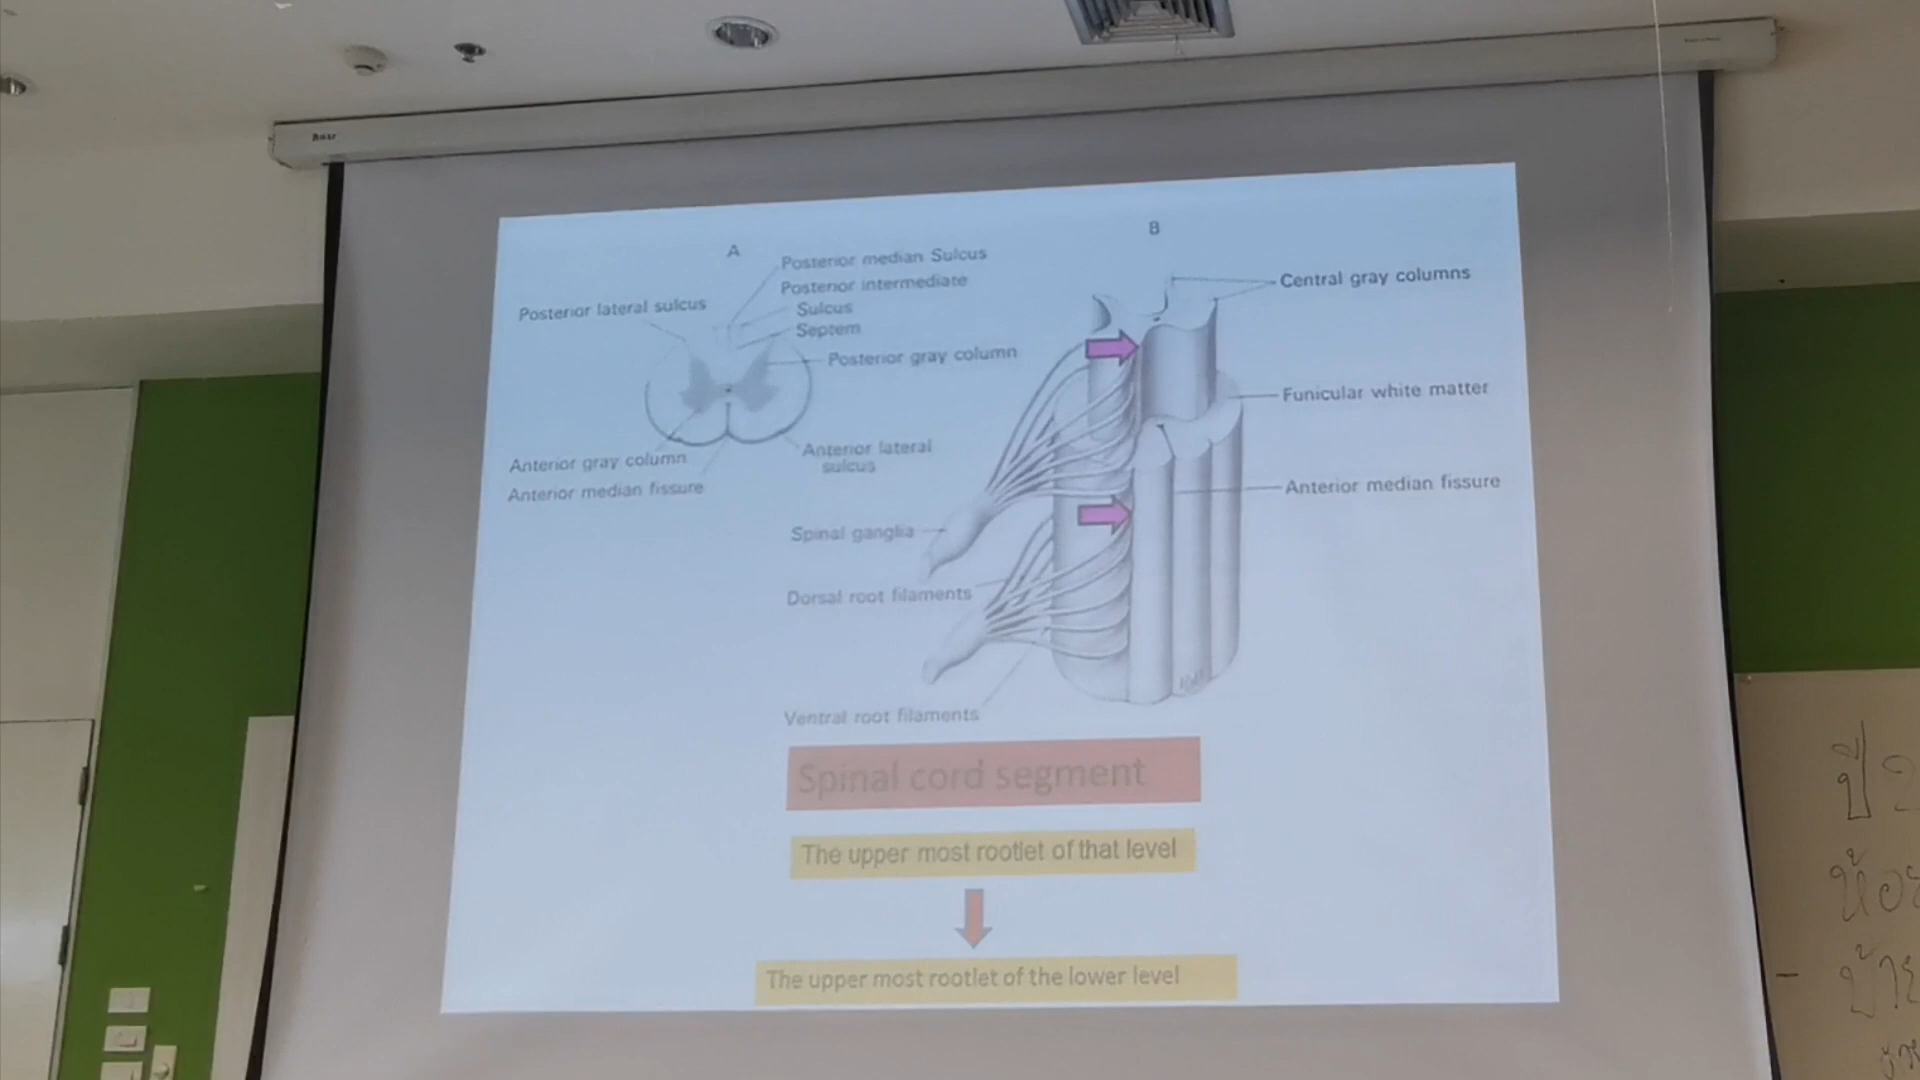 A
B
Posterior median Sulcus
Posterior intermediate
Sulcus
Septem
Posterior lateral sulcus
Posterior gray column
Anterior gray column
Anterior median fissure
Anterior lateral
sulcus
Central gray columns
Funicular white matter
Anterior median fissure
Spinal ganglia
Dorsal root filaments
Ventral root filaments
Spinal cord segment
The upper most rootlet of that level
The upper most rootlet of the lower level